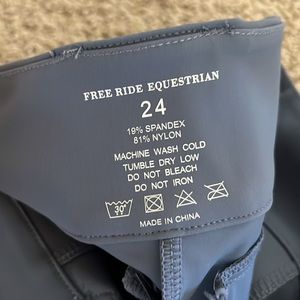 FREE RIDE EQUESTRIAN
24
19% SPANDEX
81% NYLON
MACHINE WASH COLD
TUMBLE DRY LOW
DO NOT BLEACH
DO NOT IRON
30°
MADE IN CHINA